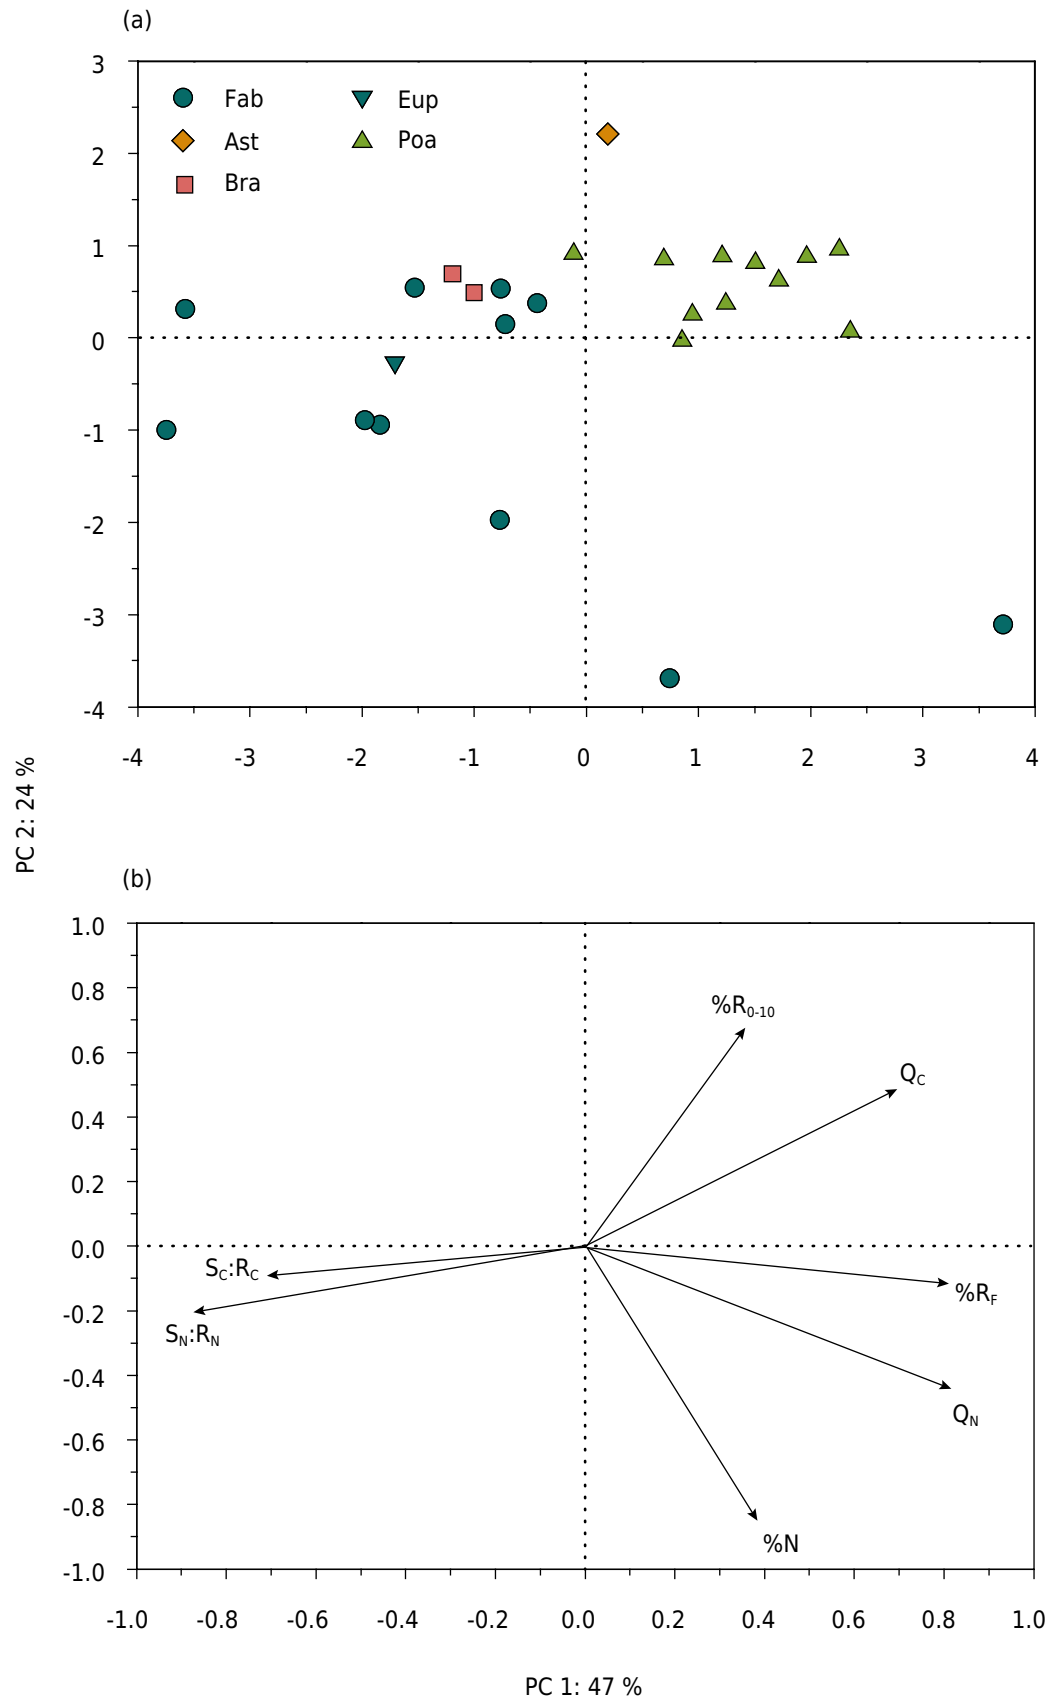 (a)
3
2
1
0
-1
-2
-3
-4
Fab
Ast
Bra
Eup
Poa
-4 -3 -2 -1 0 1 2 3 4
PC 2: 24 %
(b)
1.0
0.8
0.6
0.4
0.2
0.0
-0.2
-0.4
-0.6
-0.8
-1.0
%R0-10
QC
SC:RC
SN:RN
%RF
QN
%N
-1.0 -0.8 -0.6 -0.4 -0.2 0.0 0.2 0.4 0.6 0.8 1.0
PC 1: 47 %